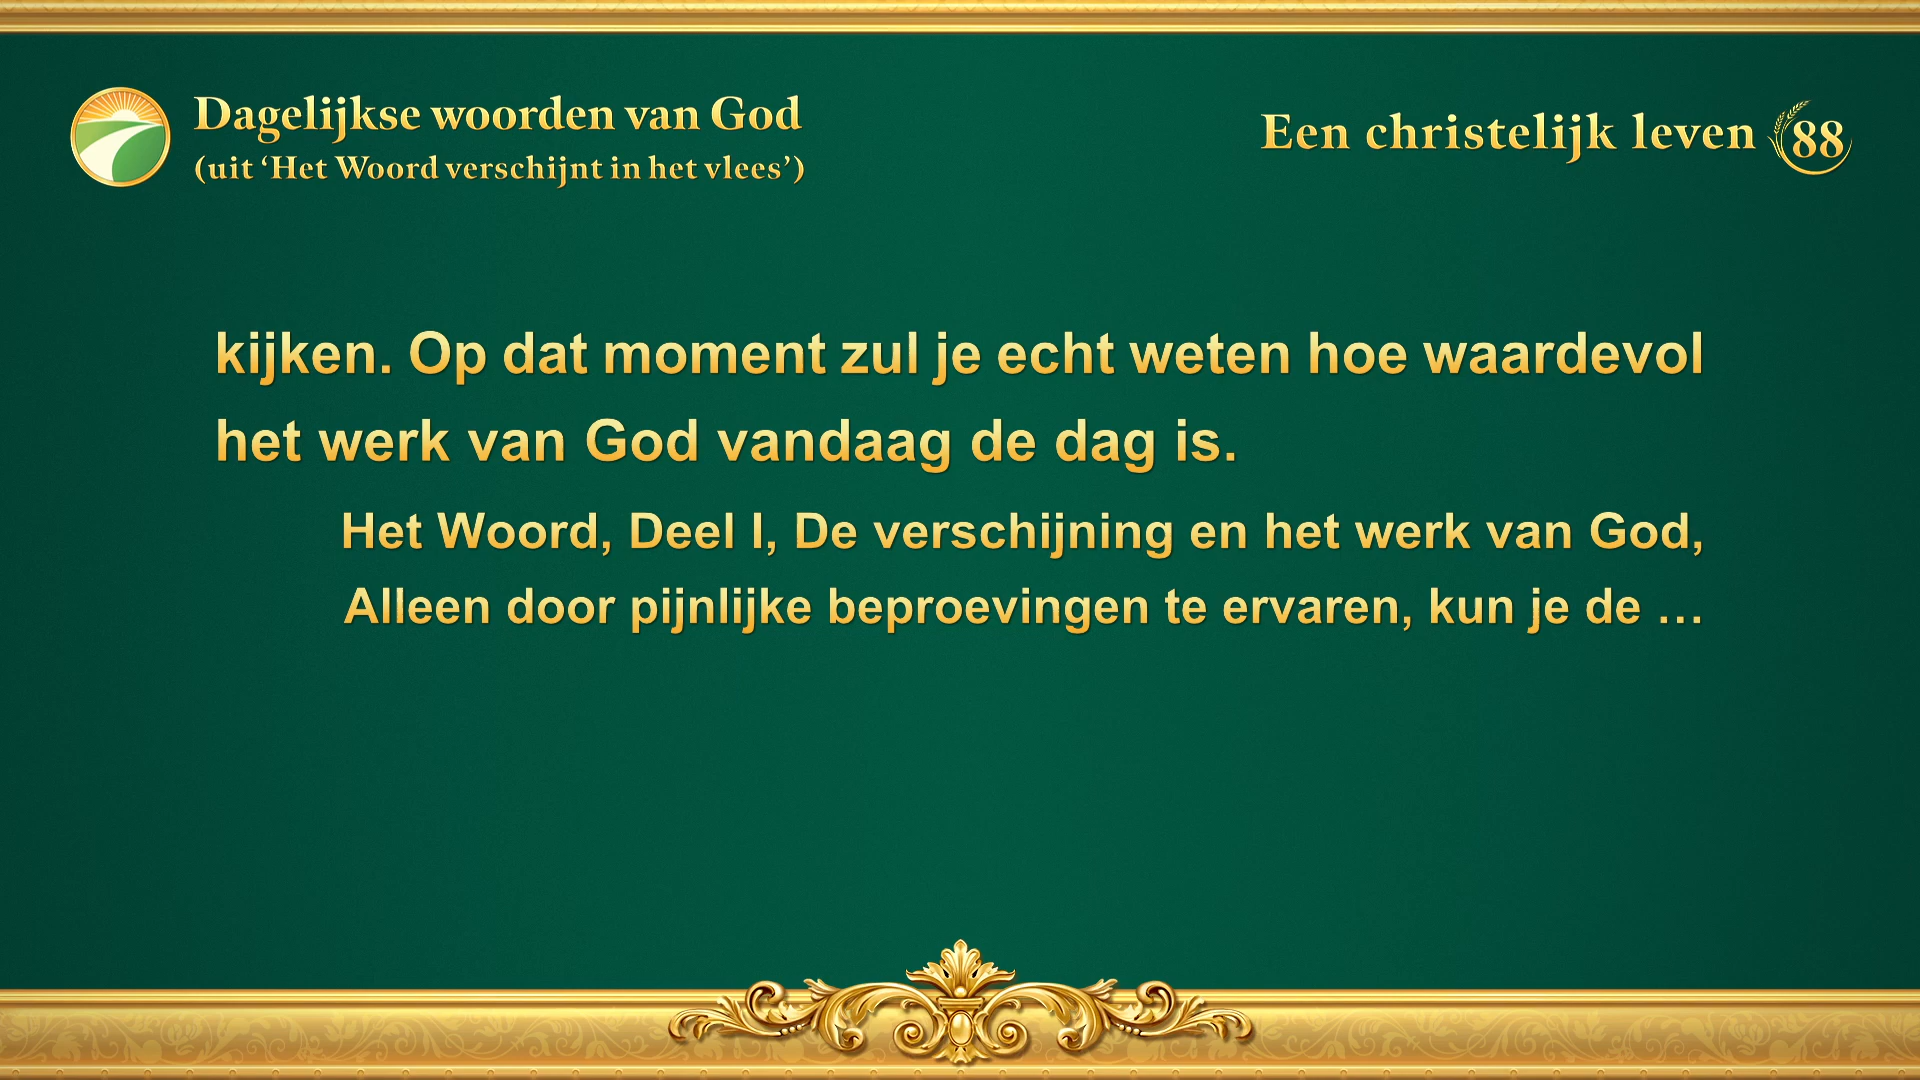 Dagelijkse woorden van God
(uit ‘Het Woord verschijnt in het vlees’)
Een christelijk leven 88
kijken. Op dat moment zul je echt weten hoe waardevol
het werk van God vandaag de dag is.
Het Woord, Deel I, De verschijning en het werk van God,
Alleen door pijnlijke beproevingen te ervaren, kun je de …